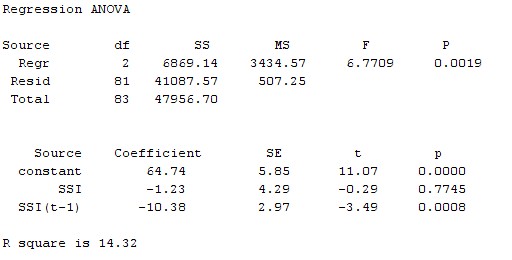 Regression ANOVA
Source df SS MS F P
Regr 2 6869.14 3434.57 6.7709 0.0019
Resid 81 41087.57 507.25
Total 83 47956.70
Source Coefficient SE t p
constant 64.74 5.85 11.07 0.0000
SSI -1.23 4.29 -0.29 0.7745
SSI(t-1) -10.38 2.97 -3.49 0.0008
R square is 14.32